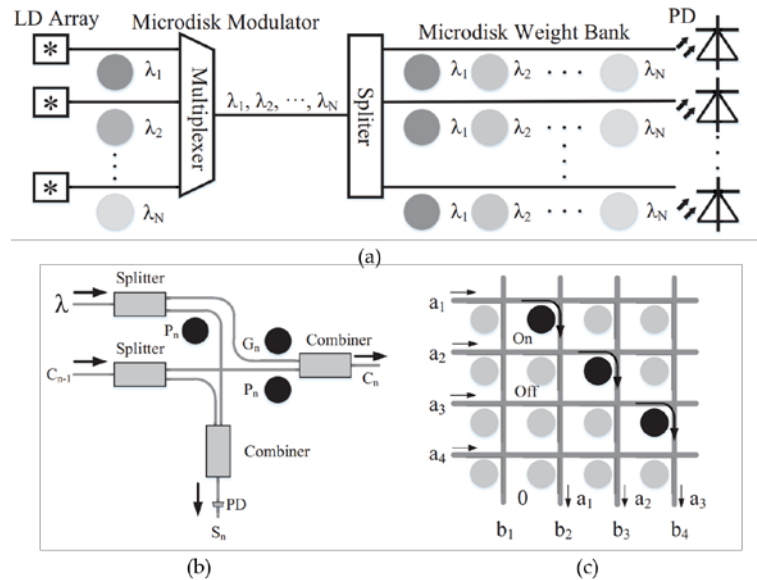 LD Array Microdisk Modulator Microdisk Weight Bank PD
* λ1 Multiplexer λ1, λ2, ···, λN Spliter λ1 λ2 ··· λN
* λ2 λ1 λ2 ··· λN
* λN λ1 λ2 ··· λN
(a)
Splitter
λ
Pn Gn Combiner
Splitter
Cn-1 Pn Cn
Combiner
PD
Sn
(b)
a1
On
a2
Off
a3
a4
0 a1 a2 a3
b1 b2 b3 b4
(c)